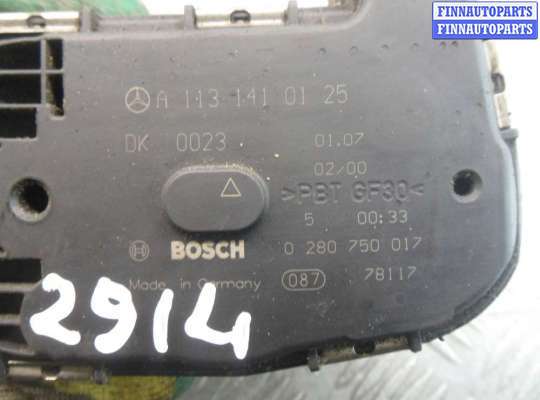 FINNAUTOPARTS
FINNAUTOPARTS
A 113 141 01 25
DK 0023 01.07
02/00
>PBT GF30<
5 00:33
BOSCH 0 280 750 017
Made in Germany 087 78117
2914